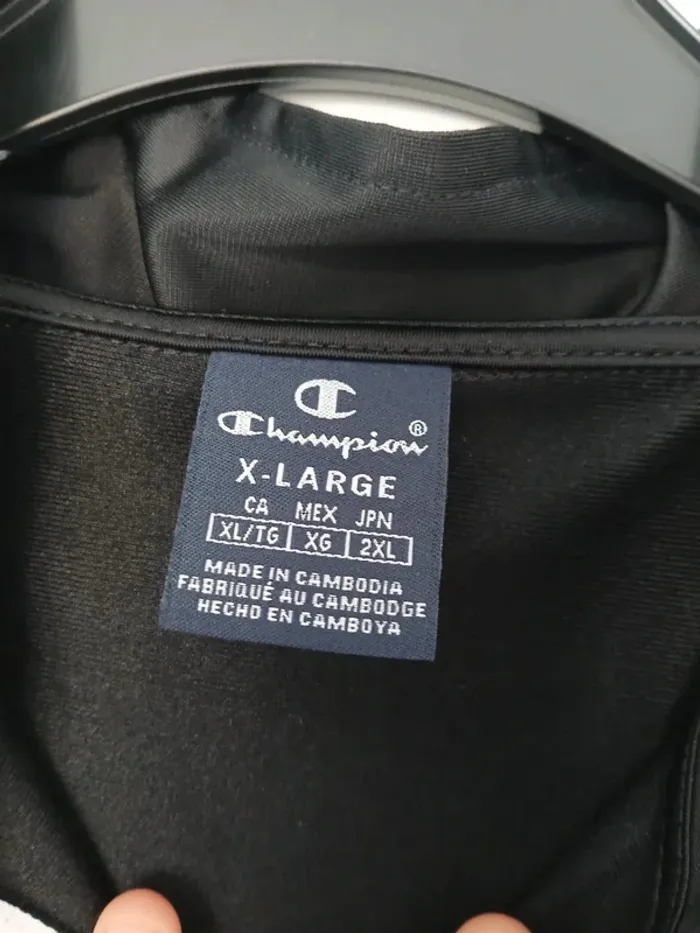 Champion®
X-LARGE
CA MEX JPN
XL/TG XG 2XL
MADE IN CAMBODIA
FABRIQUÉ AU CAMBODGE
HECHO EN CAMBOYA